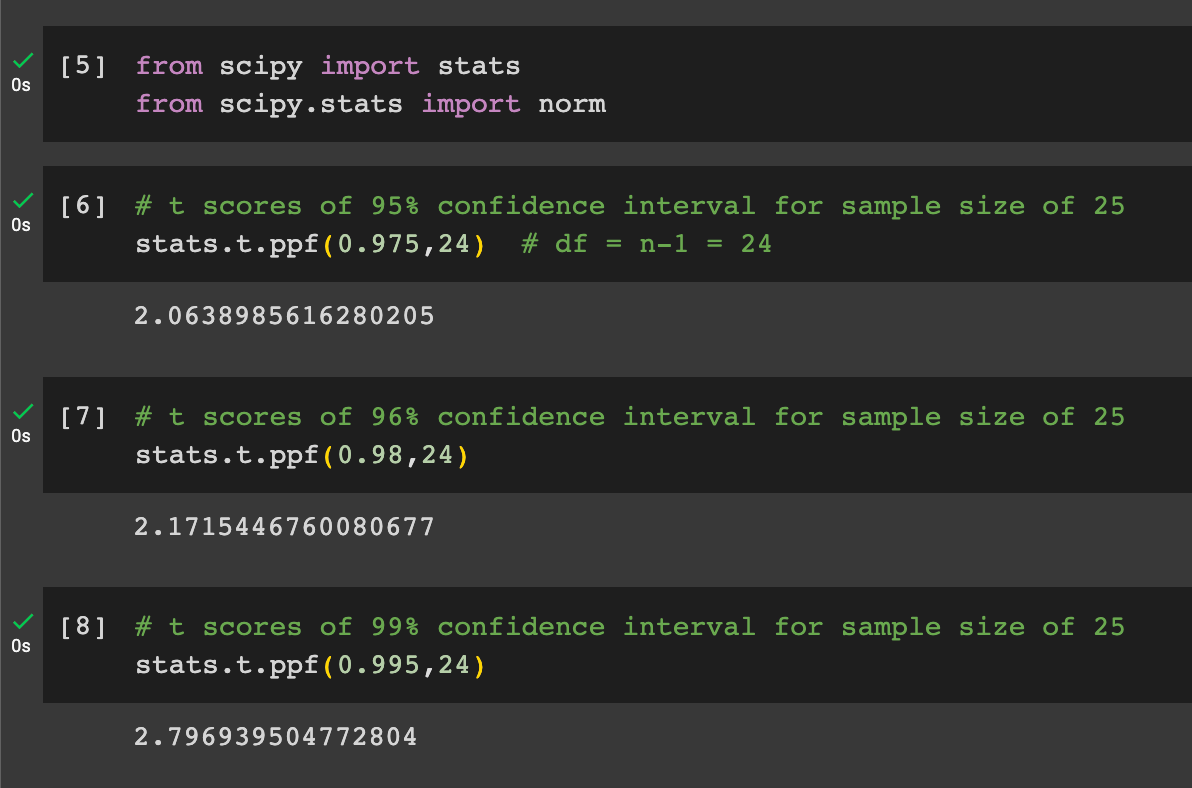 [5] from scipy import stats
0s from scipy.stats import norm
[6] # t scores of 95% confidence interval for sample size of 25
0s stats.t.ppf(0.975,24)  # df = n-1 = 24
2.0638985616280205
[7] # t scores of 96% confidence interval for sample size of 25
0s stats.t.ppf(0.98,24)
2.1715446760080677
[8] # t scores of 99% confidence interval for sample size of 25
0s stats.t.ppf(0.995,24)
2.796939504772804